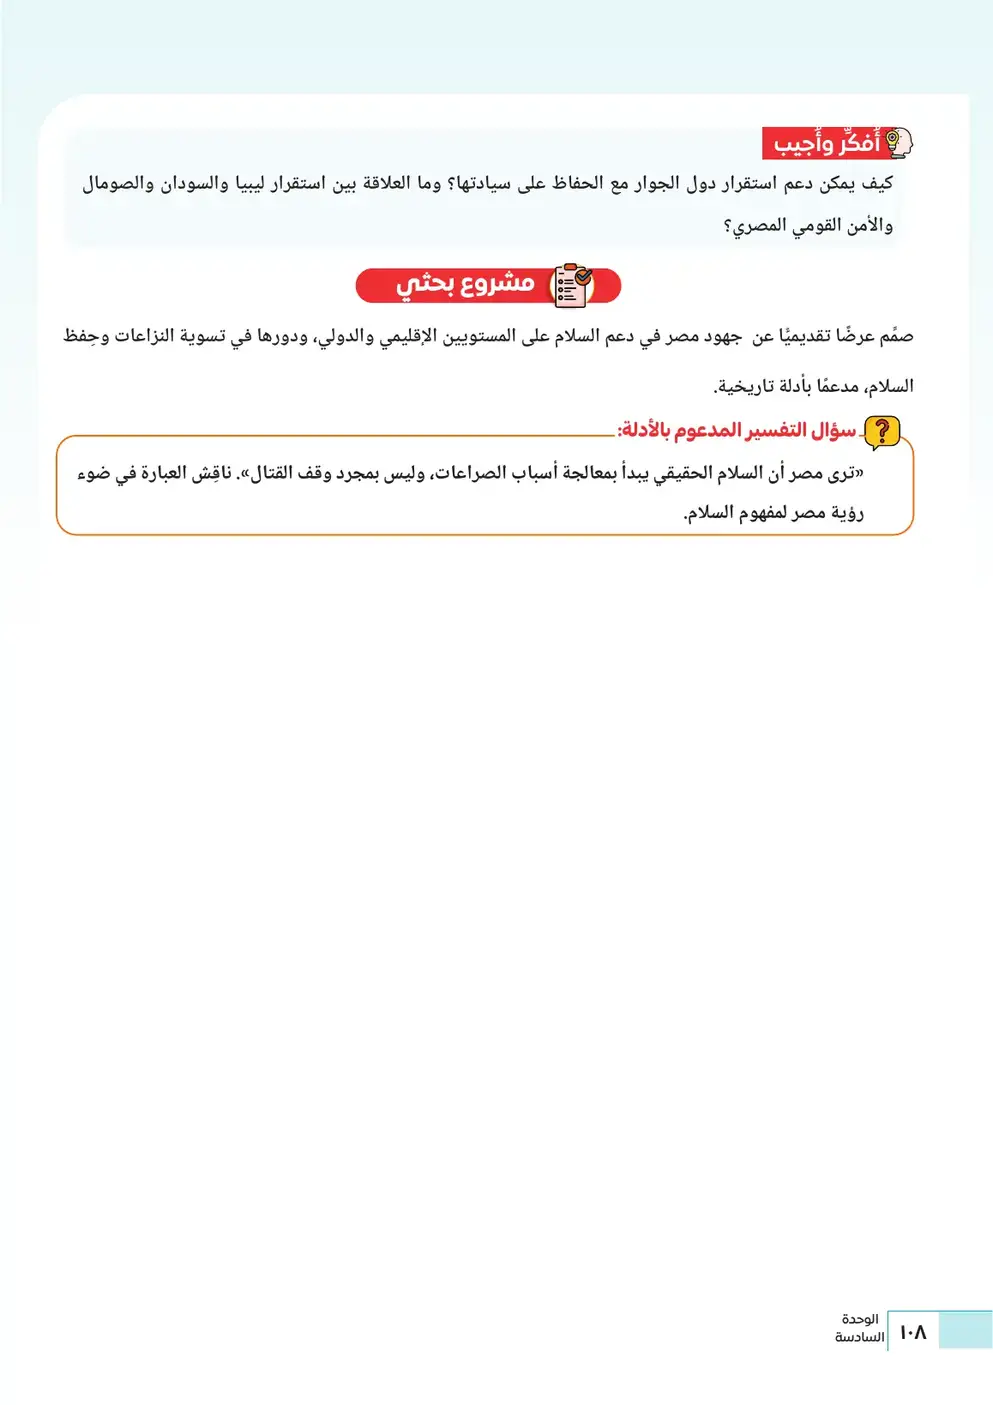 أفكِّر وأُجيب
كيف يمكن دعم استقرار دول الجوار مع الحفاظ على سيادتها؟ وما العلاقة بين استقرار ليبيا والسودان والصومال
والأمن القومي المصري؟
مشروع بحثي
صمِّم عرضًا تقديميًّا عن جهود مصر في دعم السلام على المستويين الإقليمي والدولي، ودورها في تسوية النزاعات وحِفظ
السلام، مدعمًا بأدلة تاريخية.
سؤال التفسير المدعوم بالأدلة:
«ترى مصر أن السلام الحقيقي يبدأ بمعالجة أسباب الصراعات، وليس بمجرد وقف القتال». ناقِش العبارة في ضوء
رؤية مصر لمفهوم السلام.
الوحدة
السادسة
١٠٨